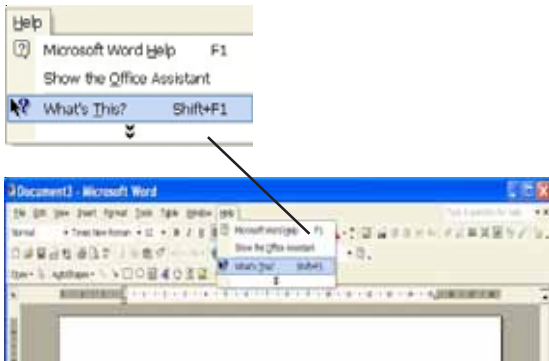 Help
Microsoft Word Help F1
Show the Office Assistant
What's This? Shift+F1
Document3 - Microsoft Word
File Edit View Insert Format Tools Table Window Help
Normal Times New Roman 12 B I U
Microsoft Word Help F1
Show the Office Assistant
What's This? Shift+F1
Draw AutoShapes